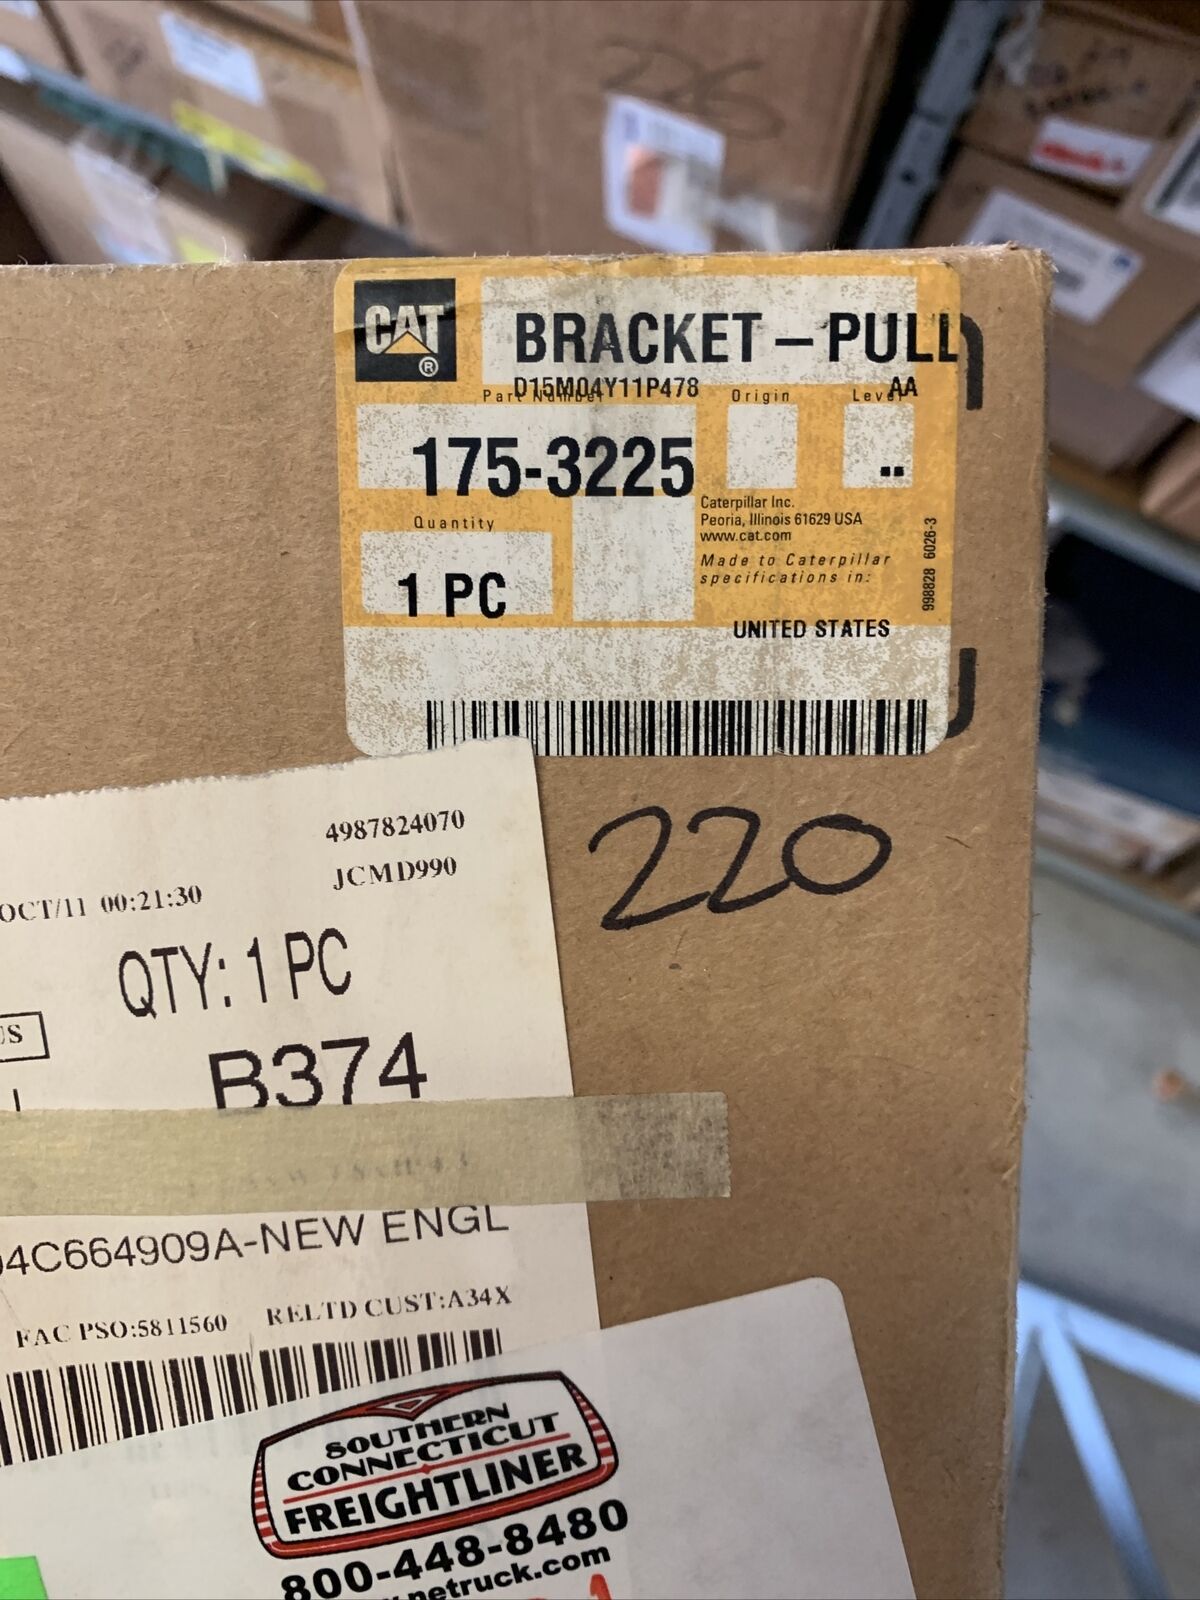 226
CAT
®
BRACKET-PULL
D15M04Y11P478 AA
Part Number Origin Level
175-3225 ..
Caterpillar Inc.
Peoria, Illinois 61629 USA
www.cat.com
Quantity
Made to Caterpillar
specifications in:
1 PC
UNITED STATES
998828 6026-3
220
4987824070
JCMD990
OCT/11 00:21:30
QTY: 1 PC
US
B374
04C664909A-NEW ENGL
FAC PSO:5811560 RELTD CUST:A34X
SOUTHERN
CONNECTICUT
FREIGHTLINER
800-448-8480
netruck.com